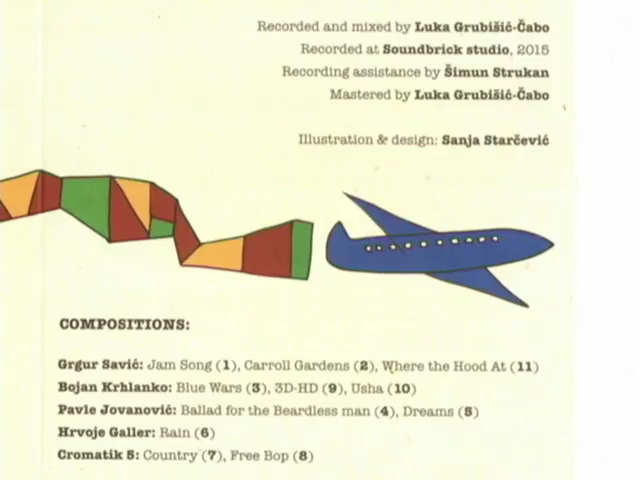 Recorded and mixed by Luka Grubišić-Čabo
Recorded at Soundbrick studio, 2015
Recording assistance by Šimun Strukan
Mastered by Luka Grubišić-Čabo
Illustration & design: Sanja Starčević
COMPOSITIONS:
Grgur Savić: Jam Song (1), Carroll Gardens (2), Where the Hood At (11)
Bojan Krhlanko: Blue Wars (3), 3D-HD (9), Usha (10)
Pavle Jovanović: Ballad for the Beardless man (4), Dreams (5)
Hrvoje Galler: Rain (6)
Cromatik 5: Country (7), Free Bop (8)